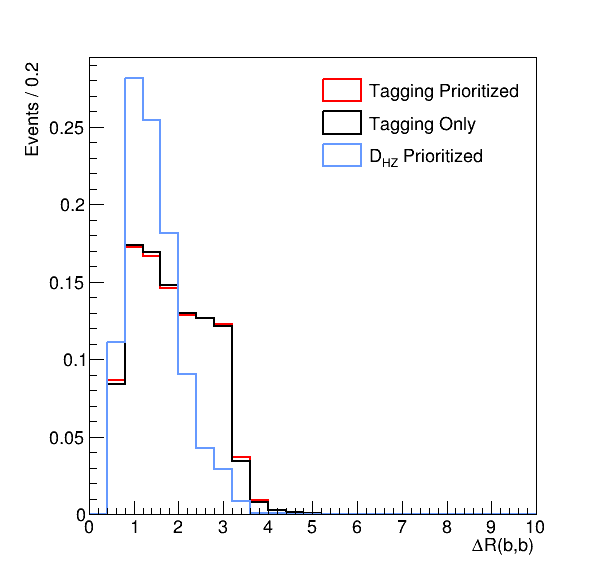 Events / 0.2
Tagging Prioritized
Tagging Only
D_HZ Prioritized
0.25
0.2
0.15
0.1
0.05
0
0 1 2 3 4 5 6 7 8 9 10
ΔR(b,b)